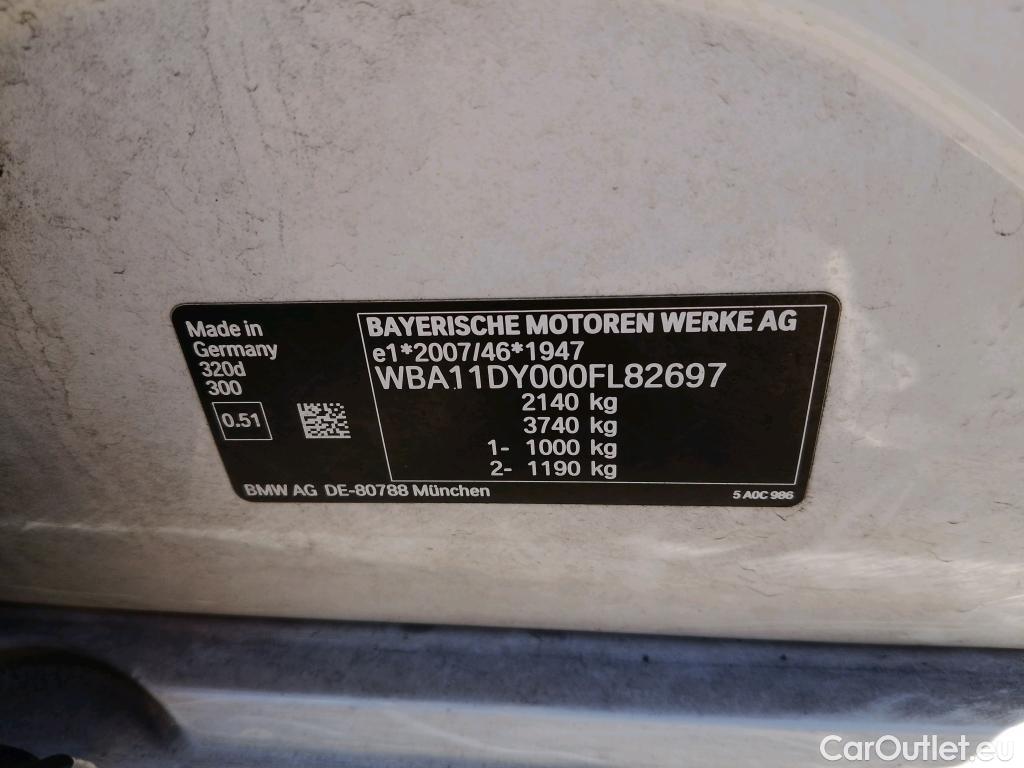 Made in
Germany
320d
300
0.51
BAYERISCHE MOTOREN WERKE AG
e1*2007/46*1947
WBA11DY000FL82697
2140 kg
3740 kg
1- 1000 kg
2- 1190 kg
BMW AG DE-80788 München
5 A0C 986
CarOutlet.eu